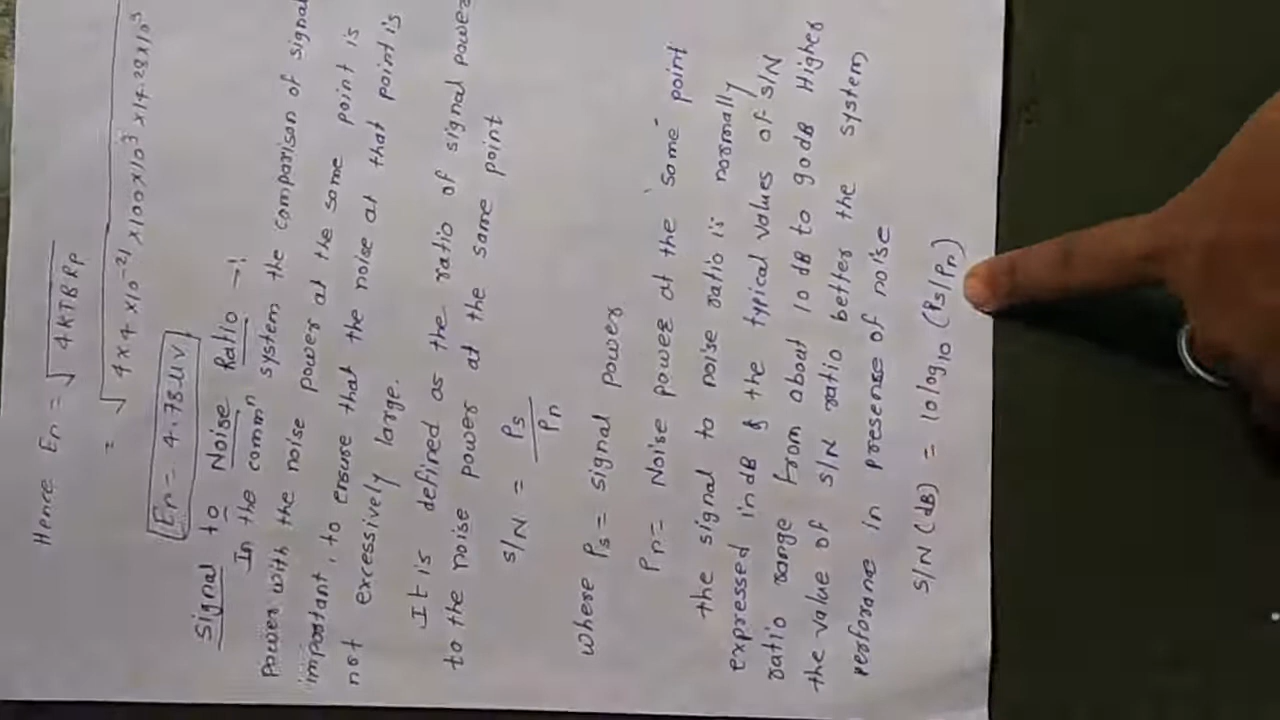 Hence En = √4KTBRp
= √4×4×10⁻²¹×100×10³×14.28×10³
En = 4.78μV
Signal to Noise Ratio →:
In the commⁿ system the comparison of signal
power with the noise power at the same point is
important, to ensure that the noise at that point is
not excessively large.
It is defined as the ratio of signal power
to the noise power at the same point
S/N = Ps/Pn
where Ps = signal power
Pn = Noise power at the same point
the signal to noise ratio is normally
expressed in dB & the typical values of S/N
ratio range from about 10 dB to 90 dB Higher
the value of S/N ratio better the system
perforance in presense of noise
S/N (dB) = 10 log10 (Ps/Pn)